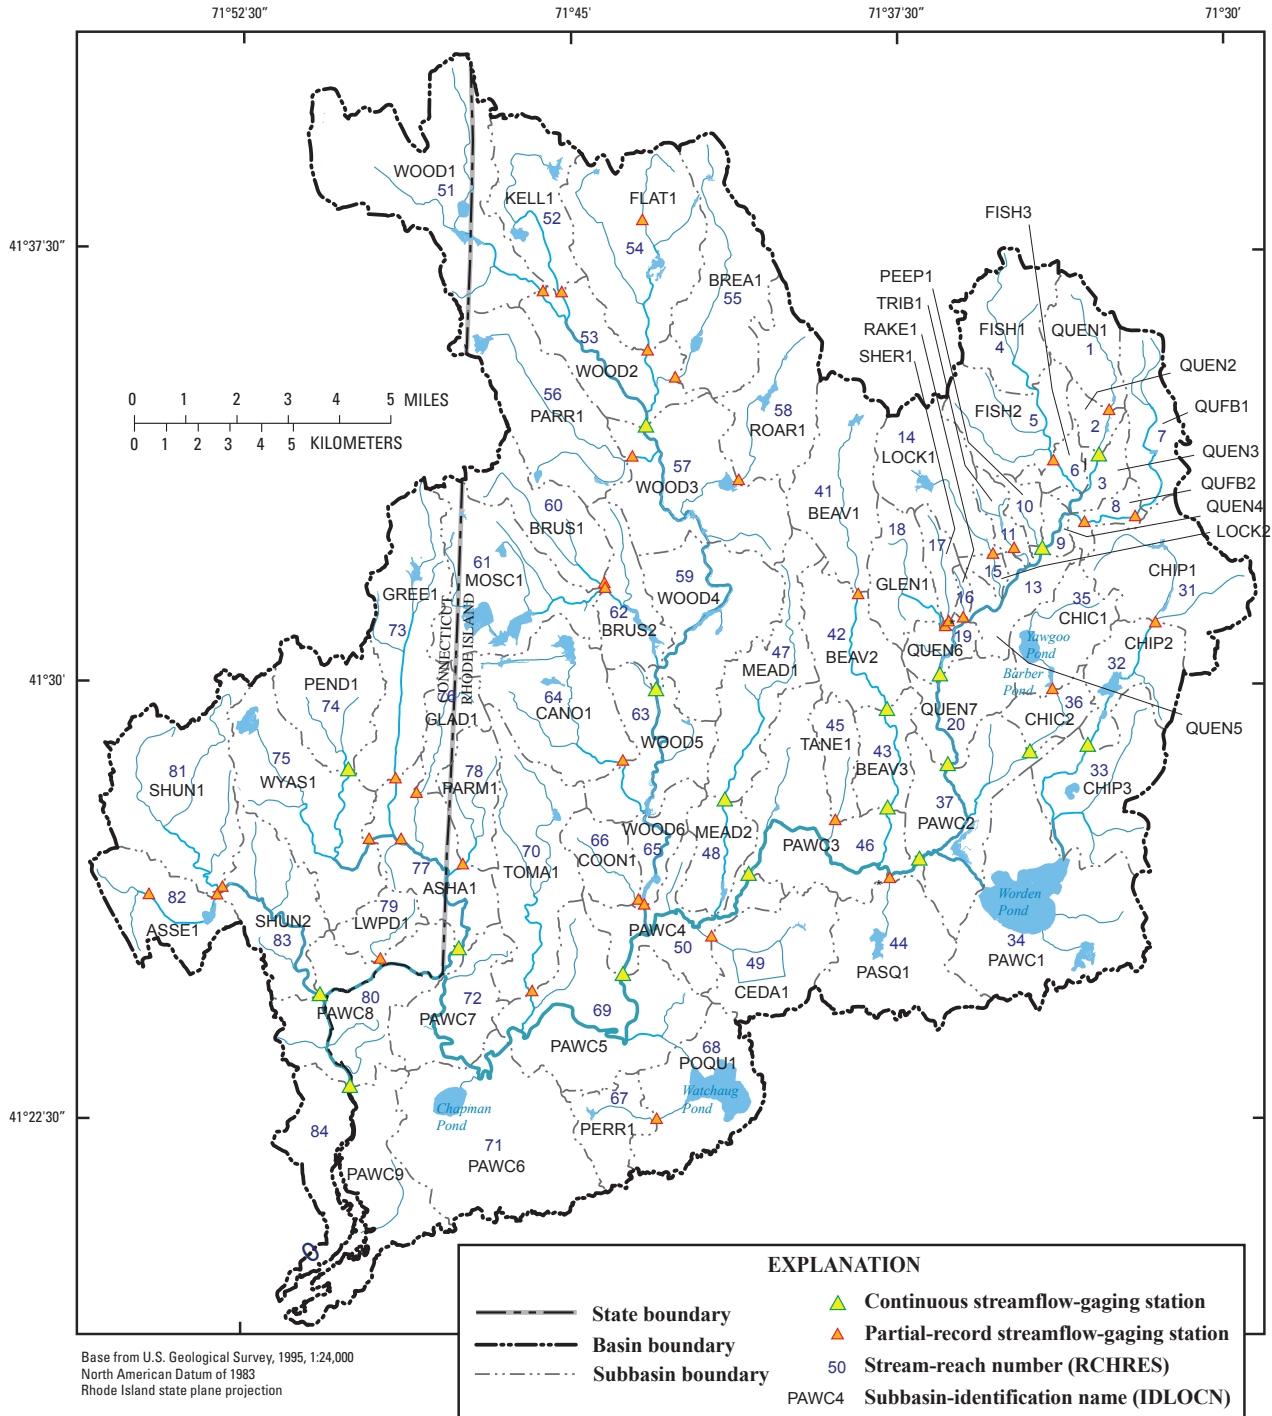 71°52'30"
71°45'
71°37'30"
71°30'
41°37'30"
41°30'
41°22'30"
WOOD1
51
KELL1
52
FLAT1
54
BREA1
55
FISH3
PEEP1
TRIB1
RAKE1
SHER1
FISH1
4
QUEN1
1
QUEN2
QUFB1
7
QUEN3
QUFB2
QUEN4
LOCK2
FISH2
5
2
6
3
8
53
WOOD2
56
PARR1
58
ROAR1
14
LOCK1
0 1 2 3 4 5 MILES
0 1 2 3 4 5 KILOMETERS
57
WOOD3
41
BEAV1
60
BRUS1
18
17
10
11
9
15
13
16
61
MOSC1
59
WOOD4
GLEN1
CHIP1
31
35
CHIC1
GREE1
73
62
BRUS2
19
QUEN6
Yawgoo
Pond
CHIP2
32
42
BEAV2
47
MEAD1
Barber
Pond
36
CHIC2
QUEN5
CONNECTICUT
RHODE ISLAND
PEND1
74
76
GLAD1
64
CANO1
63
WOOD5
QUEN7
20
45
TANE1
43
BEAV3
81
SHUN1
75
WYAS1
78
PARM1
33
CHIP3
37
PAWC2
WOOD6
65
66
COON1
MEAD2
48
PAWC3
46
70
TOMA1
77
ASHA1
82
ASSE1
79
LWPD1
SHUN2
83
Worden
Pond
34
PAWC1
PAWC4
50
49
CEDA1
44
PASQ1
80
PAWC8
72
PAWC7
69
PAWC5
68
POQU1
Watchaug
Pond
67
PERR1
Chapman
Pond
84
71
PAWC6
PAWC9
EXPLANATION
State boundary
Basin boundary
Subbasin boundary
Continuous streamflow-gaging station
Partial-record streamflow-gaging station
50 Stream-reach number (RCHRES)
PAWC4 Subbasin-identification name (IDLOCN)
Base from U.S. Geological Survey, 1995, 1:24,000
North American Datum of 1983
Rhode Island state plane projection